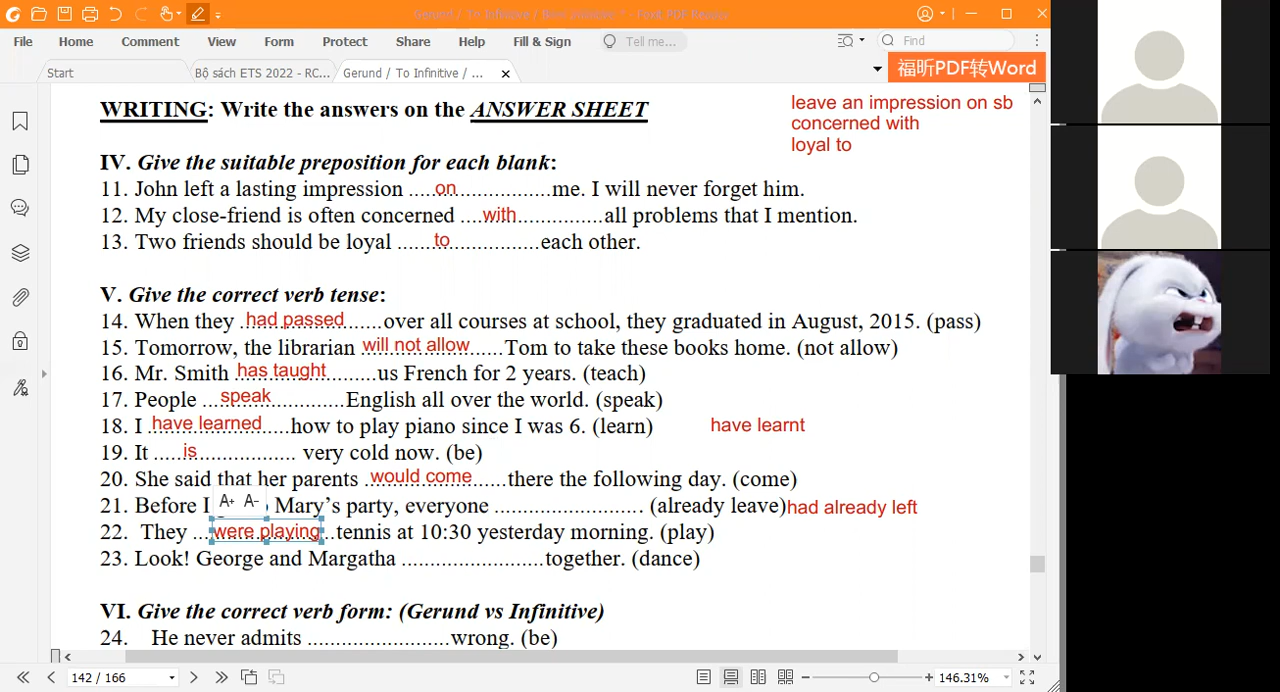 Gerund / To Infinitive / Bare Infinitive * - Foxit PDF Reader
File Home Comment View Form Protect Share Help Fill & Sign Tell me... Find
Start Bộ sách ETS 2022 - RC... Gerund / To Infinitive / ... 福昕PDF转Word
WRITING: Write the answers on the ANSWER SHEET
leave an impression on sb
concerned with
loyal to
IV. Give the suitable preposition for each blank:
11. John left a lasting impression .....on.....................me. I will never forget him.
12. My close-friend is often concerned ....with..................all problems that I mention.
13. Two friends should be loyal .......to..................each other.
V. Give the correct verb tense:
14. When they .had passed.......over all courses at school, they graduated in August, 2015. (pass)
15. Tomorrow, the librarian will not allow......Tom to take these books home. (not allow)
16. Mr. Smith has taught.........us French for 2 years. (teach)
17. People ...speak.............English all over the world. (speak)
18. I have learned.....how to play piano since I was 6. (learn) have learnt
19. It .....is.................. very cold now. (be)
20. She said that her parents .would come......there the following day. (come)
21. Before I A+ A- Mary's party, everyone .......................... (already leave)had already left
22. They ...were playing..tennis at 10:30 yesterday morning. (play)
23. Look! George and Margatha .........................together. (dance)
VI. Give the correct verb form: (Gerund vs Infinitive)
24. He never admits .........................wrong. (be)
142 / 166 146.31%